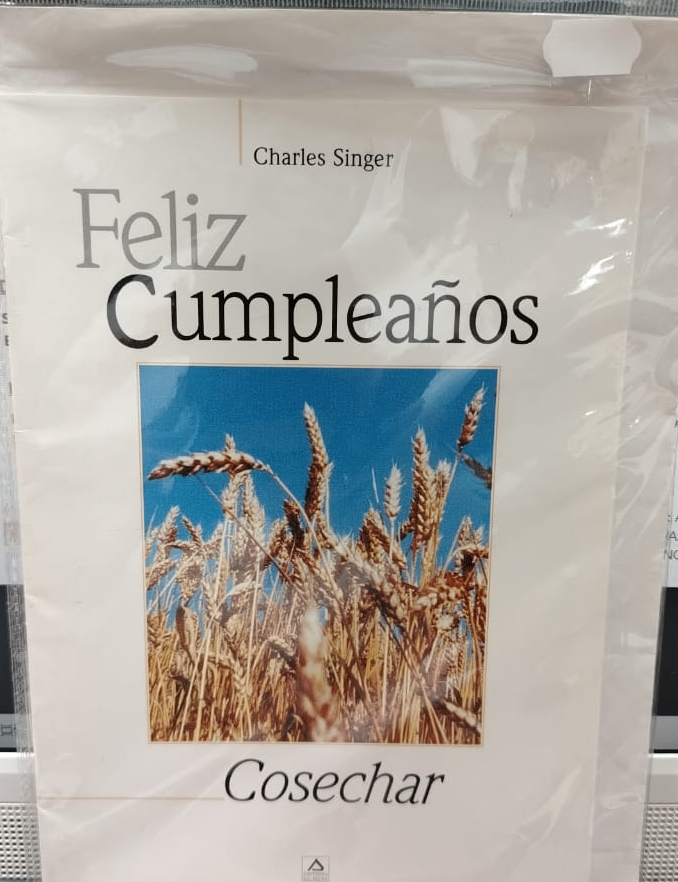 Charles Singer
Feliz
Cumpleaños
Cosechar